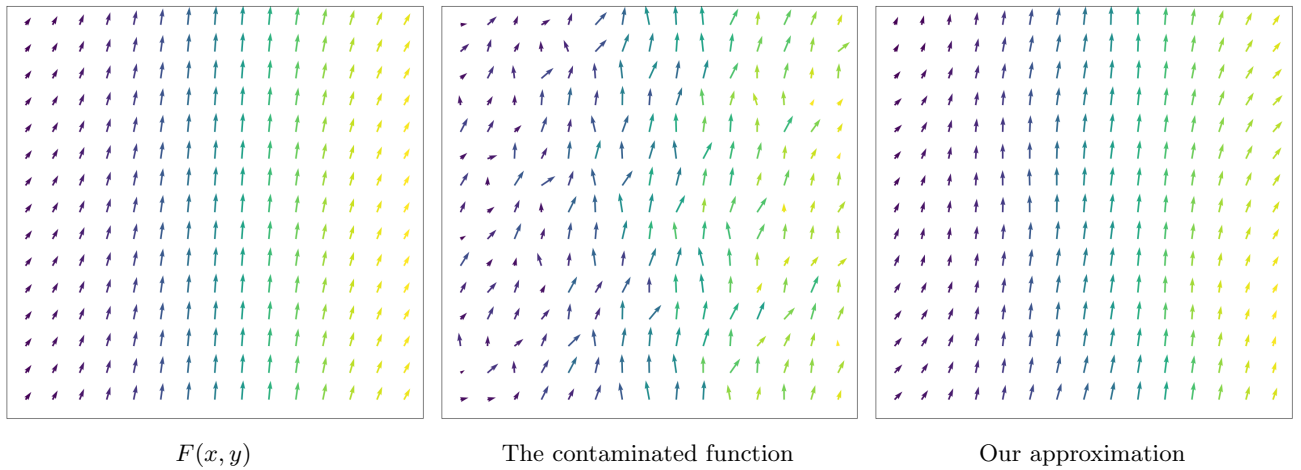 F(x, y)
The contaminated function
Our approximation